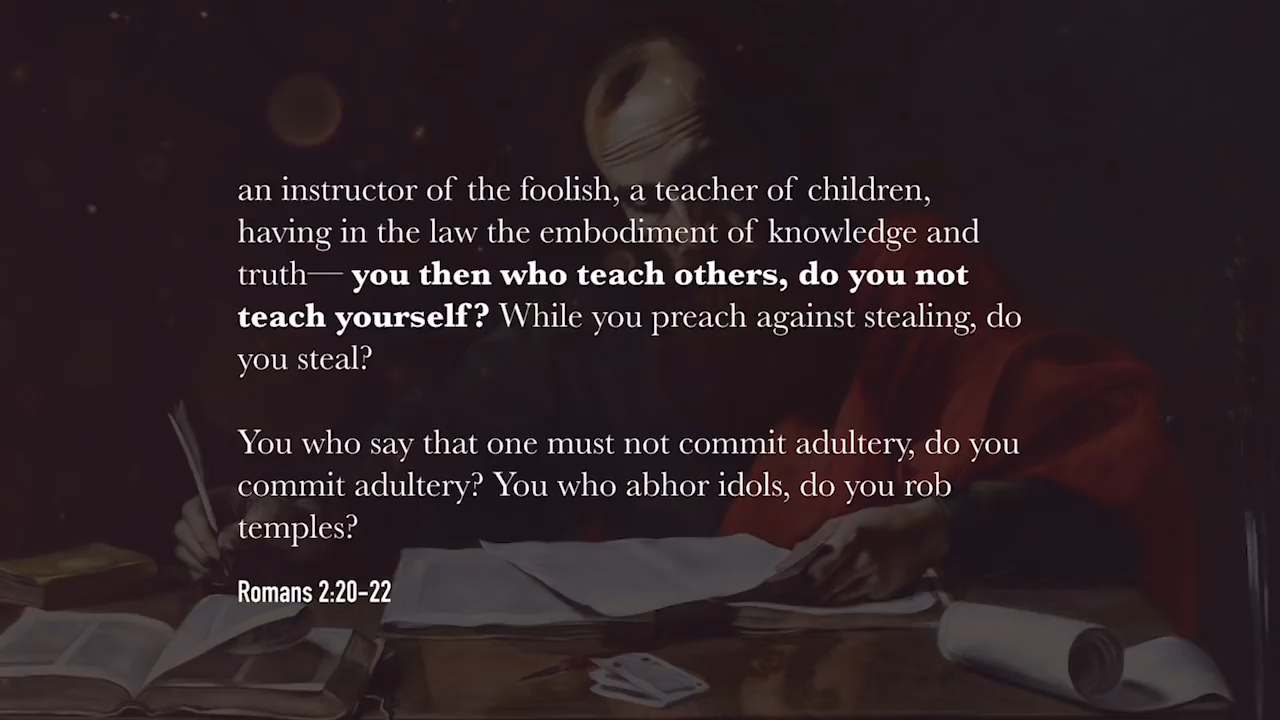 an instructor of the foolish, a teacher of children,
having in the law the embodiment of knowledge and
truth— you then who teach others, do you not
teach yourself? While you preach against stealing, do
you steal?
You who say that one must not commit adultery, do you
commit adultery? You who abhor idols, do you rob
temples?
Romans 2:20–22